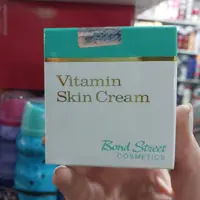 Vitamin
Skin Cream
Bond Street
COSMETICS